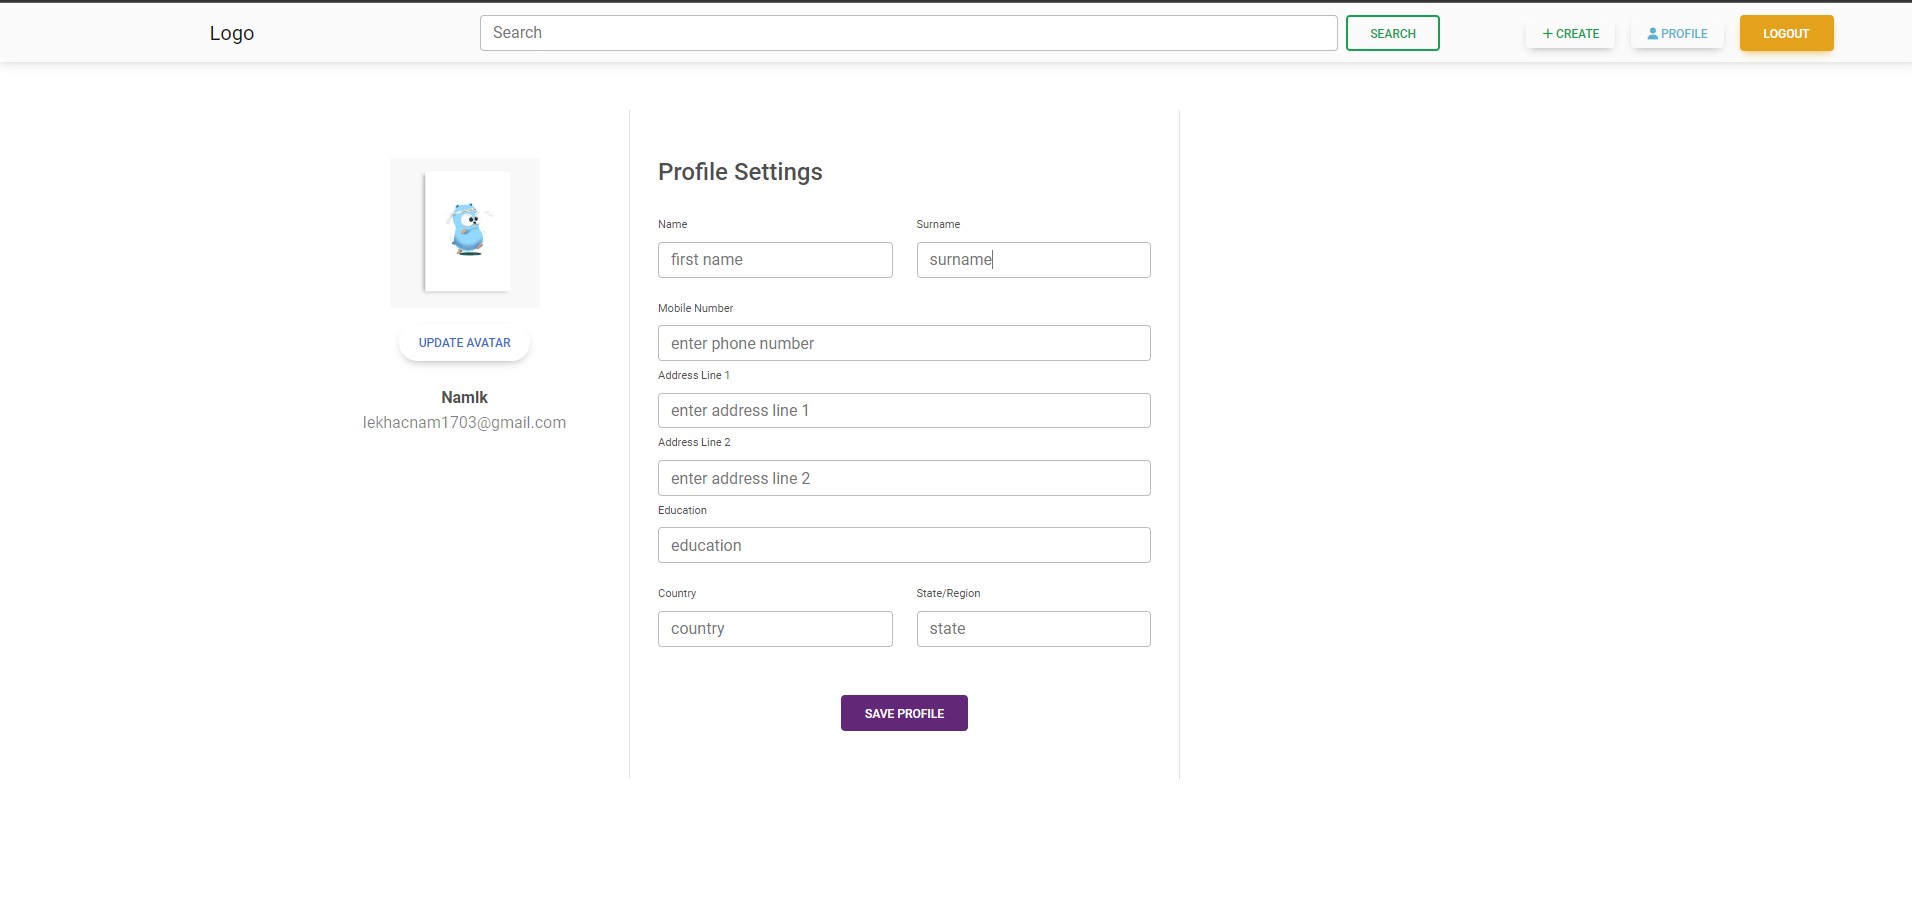 Logo
Search
SEARCH
CREATE
PROFILE
LOGOUT
UPDATE AVATAR
Namlk
lekhacnam1703@gmail.com
Profile Settings
Name
Surname
first name
surname
Mobile Number
enter phone number
Address Line 1
enter address line 1
Address Line 2
enter address line 2
Education
education
Country
State/Region
country
state
SAVE PROFILE